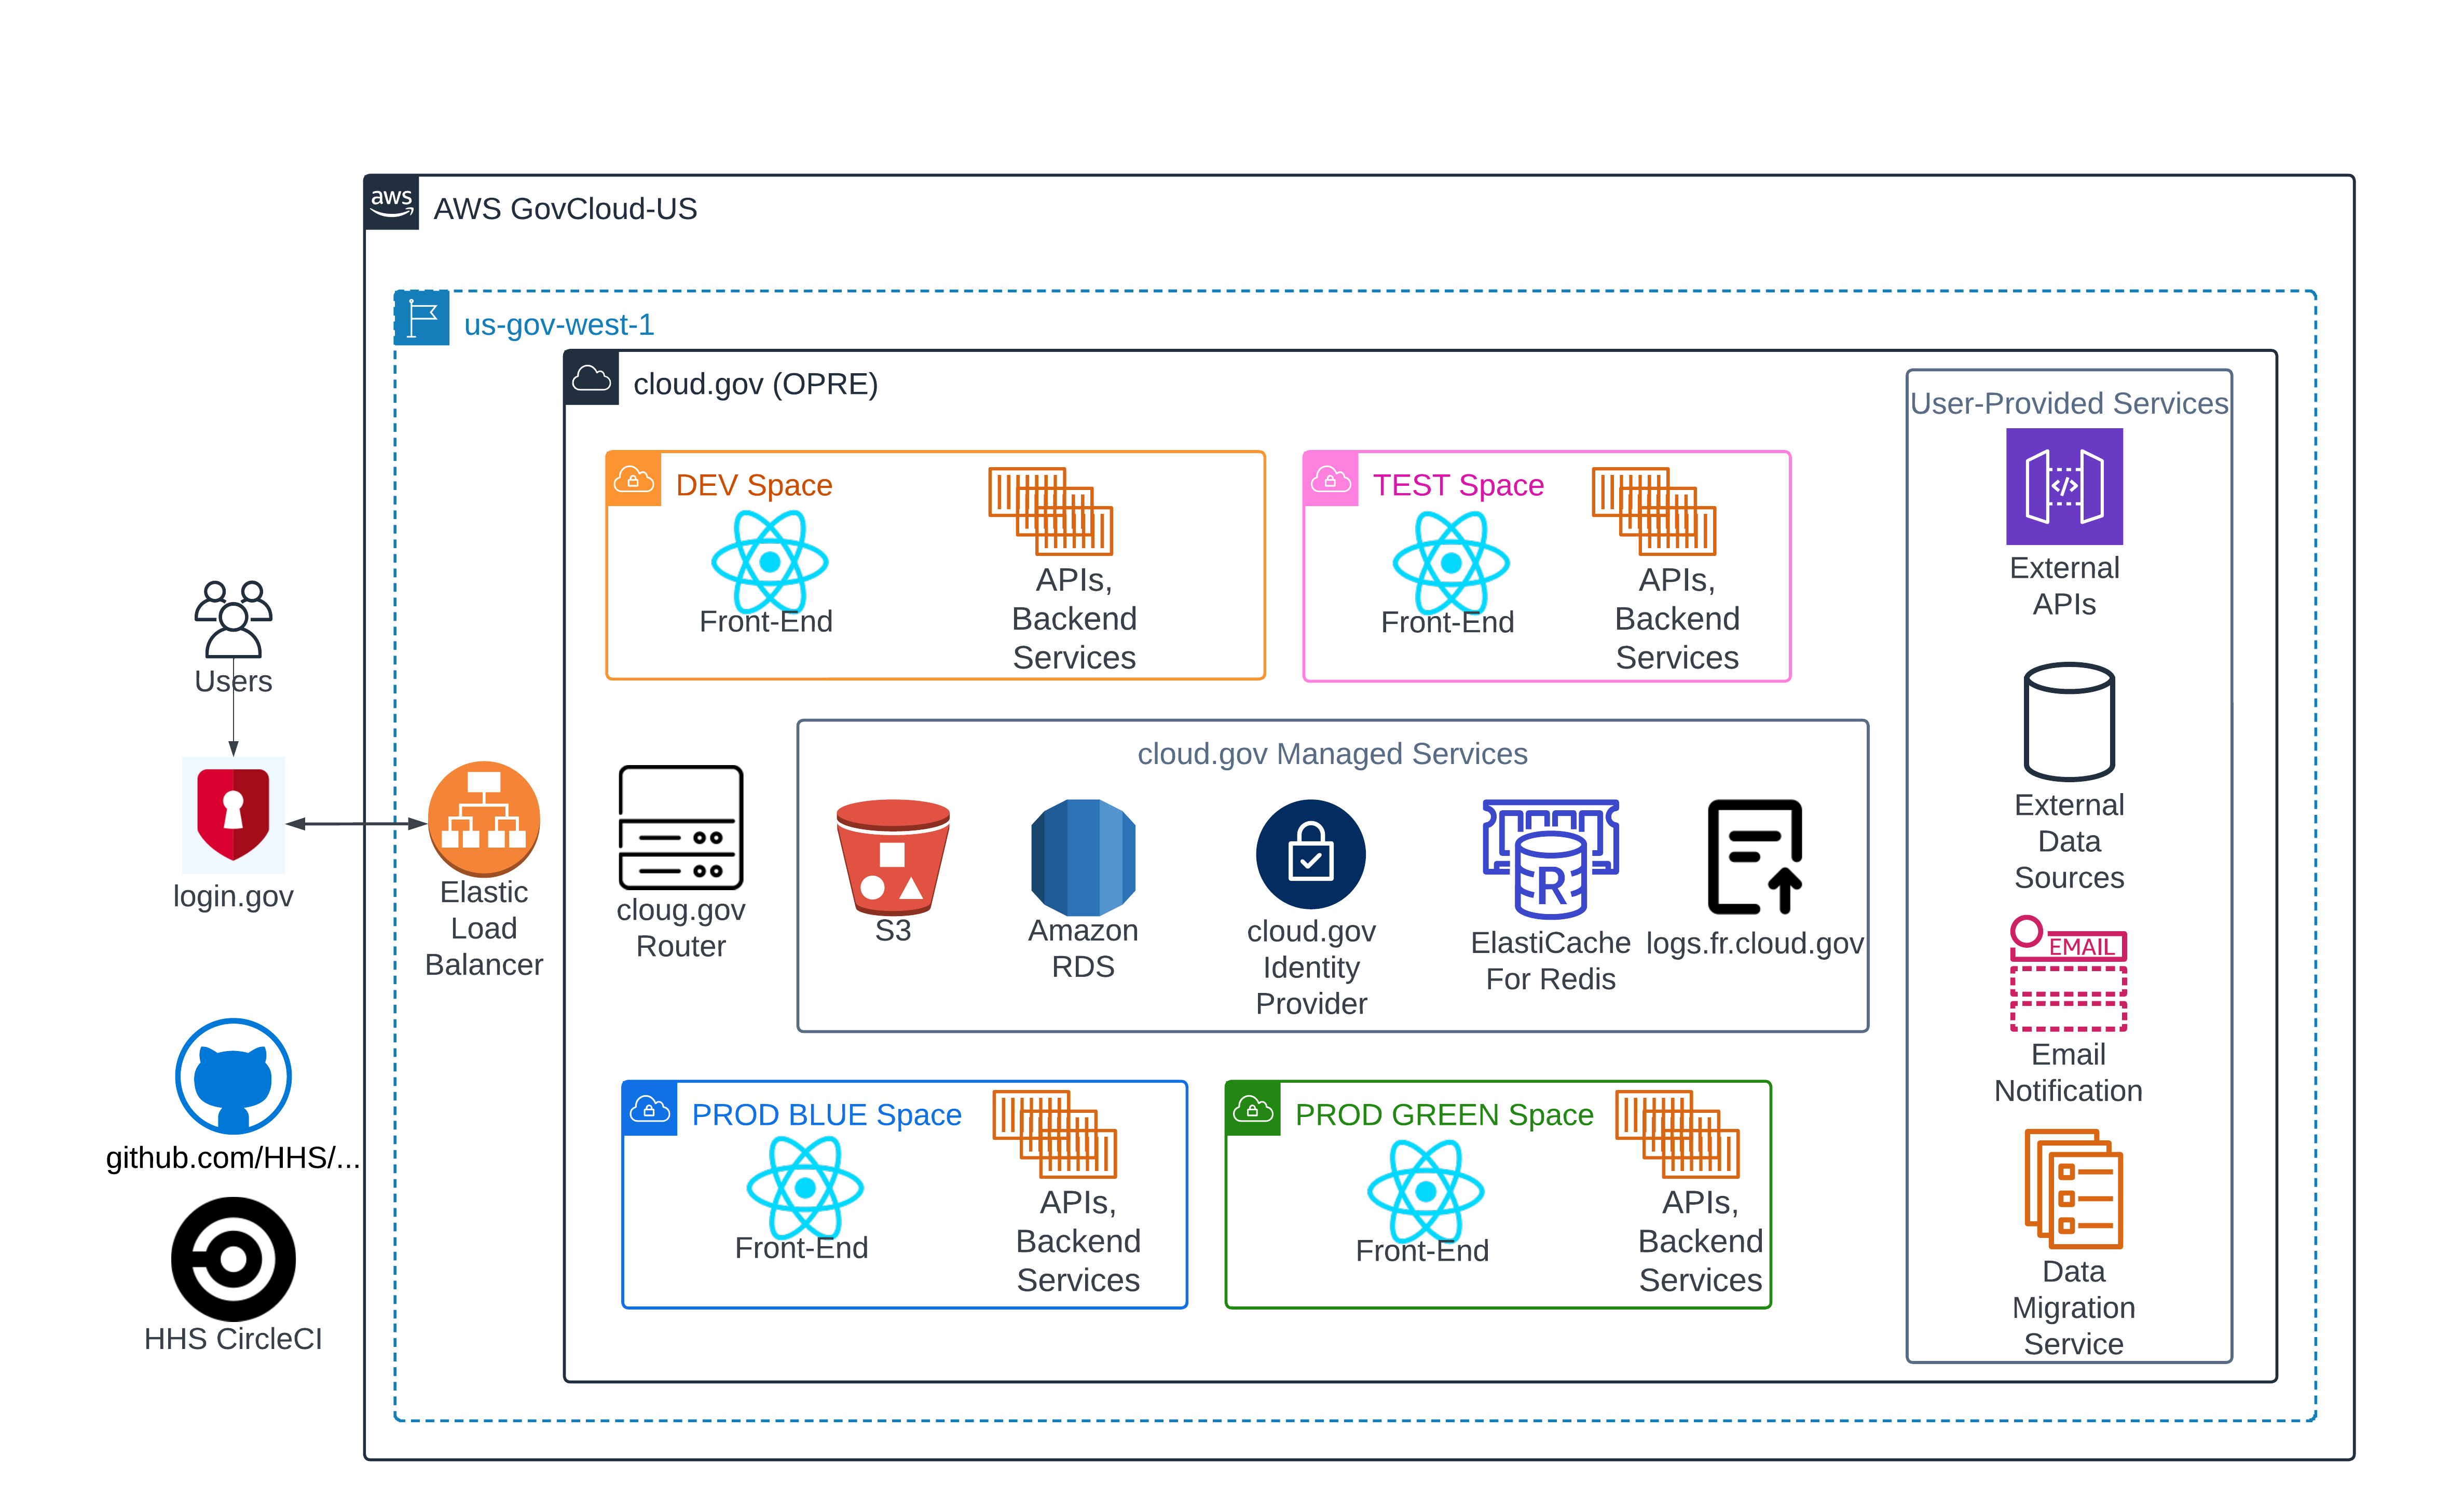 aws
AWS GovCloud-US
us-gov-west-1
cloud.gov (OPRE)
User-Provided Services
DEV Space
Front-End
APIs,
Backend
Services
TEST Space
Front-End
APIs,
Backend
Services
External
APIs
Users
login.gov
Elastic
Load
Balancer
cloug.gov
Router
cloud.gov Managed Services
S3
Amazon
RDS
cloud.gov
Identity
Provider
R
ElastiCache
For Redis
logs.fr.cloud.gov
External
Data
Sources
EMAIL
Email
Notification
github.com/HHS/...
HHS CircleCI
PROD BLUE Space
Front-End
APIs,
Backend
Services
PROD GREEN Space
Front-End
APIs,
Backend
Services
Data
Migration
Service